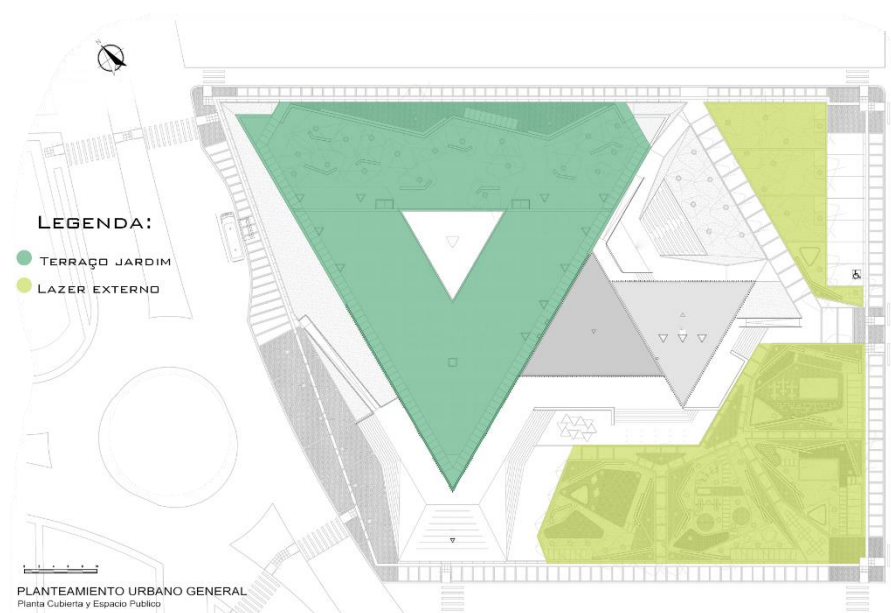 LEGENDA:
TERRAÇO JARDIM
LAZER EXTERNO
PLANTEAMIENTO URBANO GENERAL
Planta Cubierta y Espacio Publico